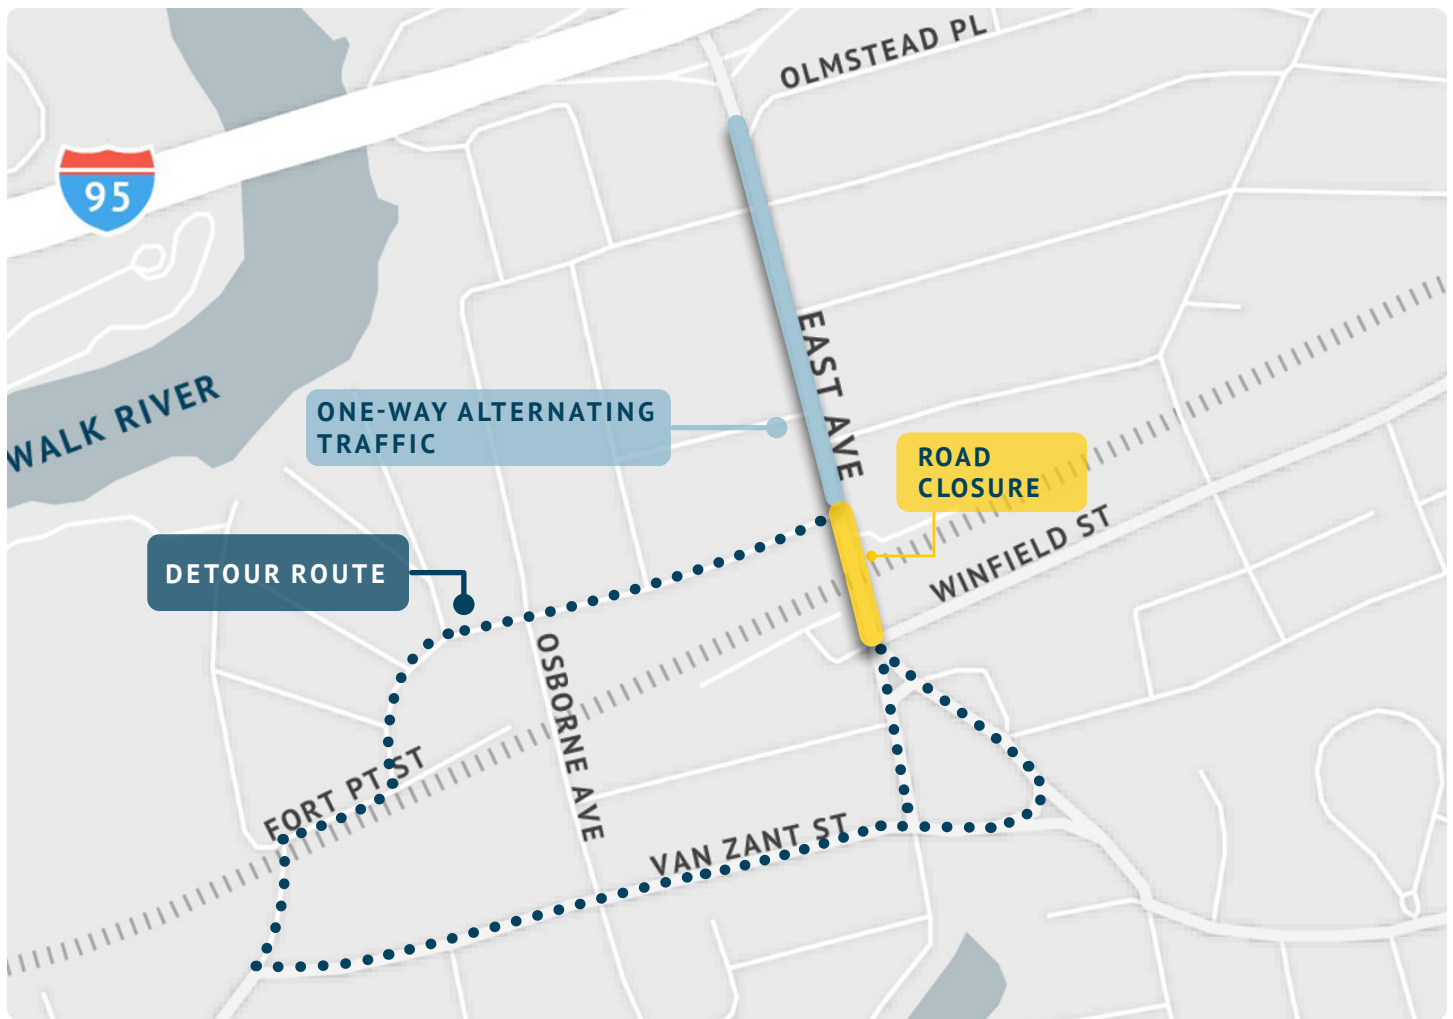 OLMSTEAD PL
95
EAST AVE
WALK RIVER
ONE-WAY ALTERNATING
TRAFFIC
ROAD
CLOSURE
WINFIELD ST
DETOUR ROUTE
OSBORNE AVE
FORT PT ST
VAN ZANT ST